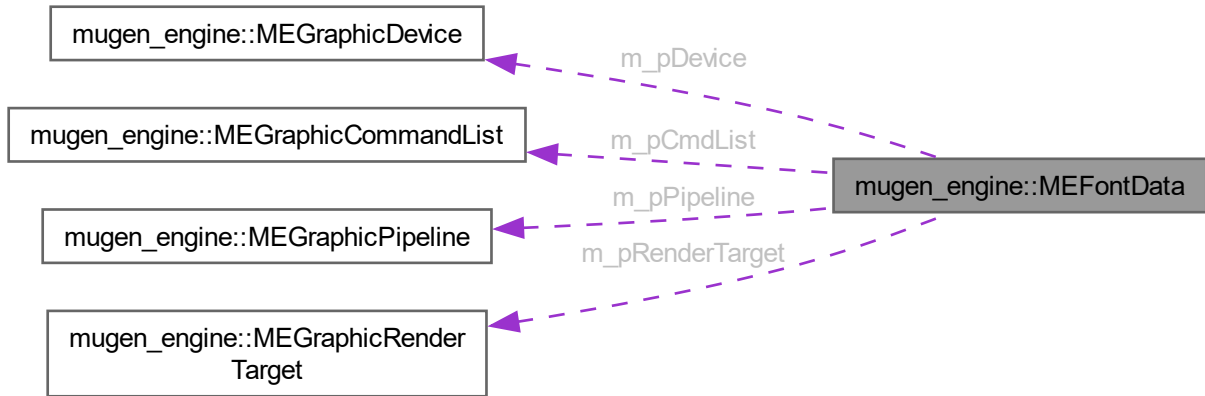 mugen_engine::MEGraphicDevice
m_pDevice
mugen_engine::MEGraphicCommandList
m_pCmdList
mugen_engine::MEFontData
m_pPipeline
mugen_engine::MEGraphicPipeline
m_pRenderTarget
mugen_engine::MEGraphicRender
Target